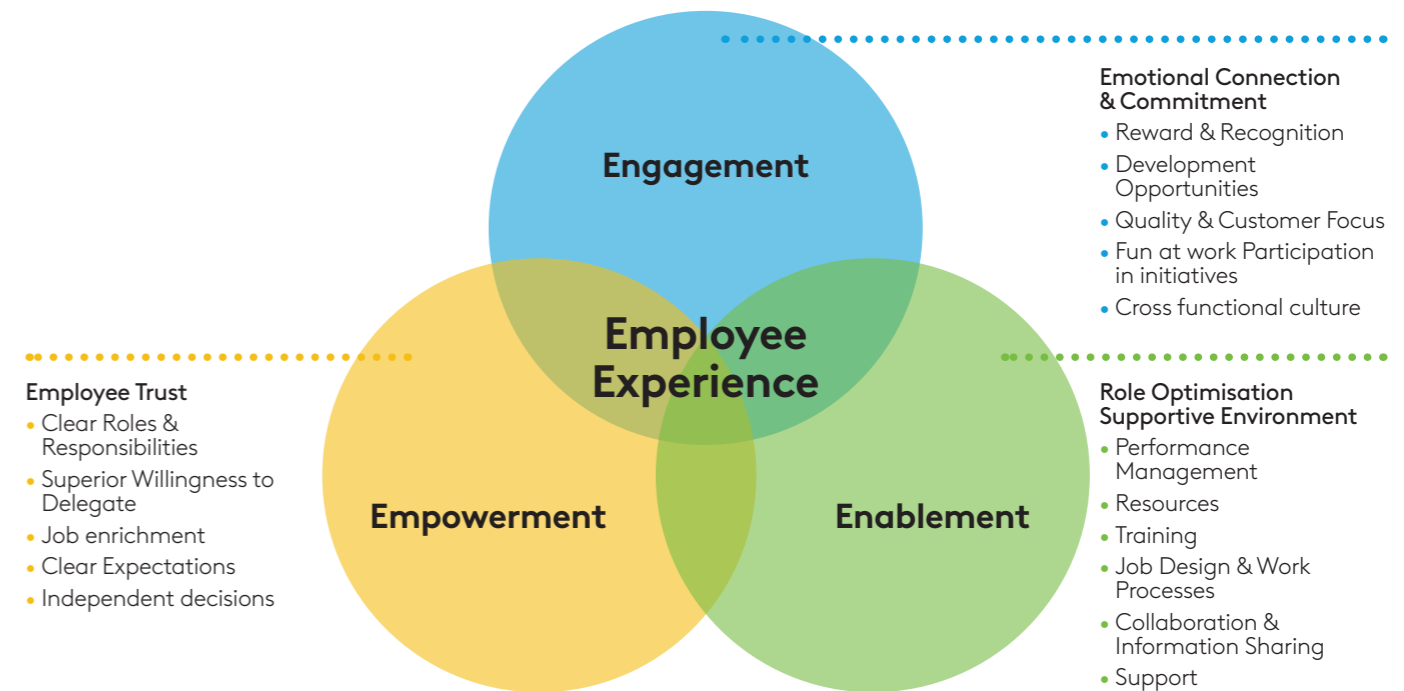 Engagement
Employee
Experience
Empowerment
Enablement
Emotional Connection
& Commitment
• Reward & Recognition
• Development
Opportunities
• Quality & Customer Focus
• Fun at work Participation
in initiatives
• Cross functional culture
Employee Trust
• Clear Roles &
Responsibilities
• Superior Willingness to
Delegate
• Job enrichment
• Clear Expectations
• Independent decisions
Role Optimisation
Supportive Environment
• Performance
Management
• Resources
• Training
• Job Design & Work
Processes
• Collaboration &
Information Sharing
• Support